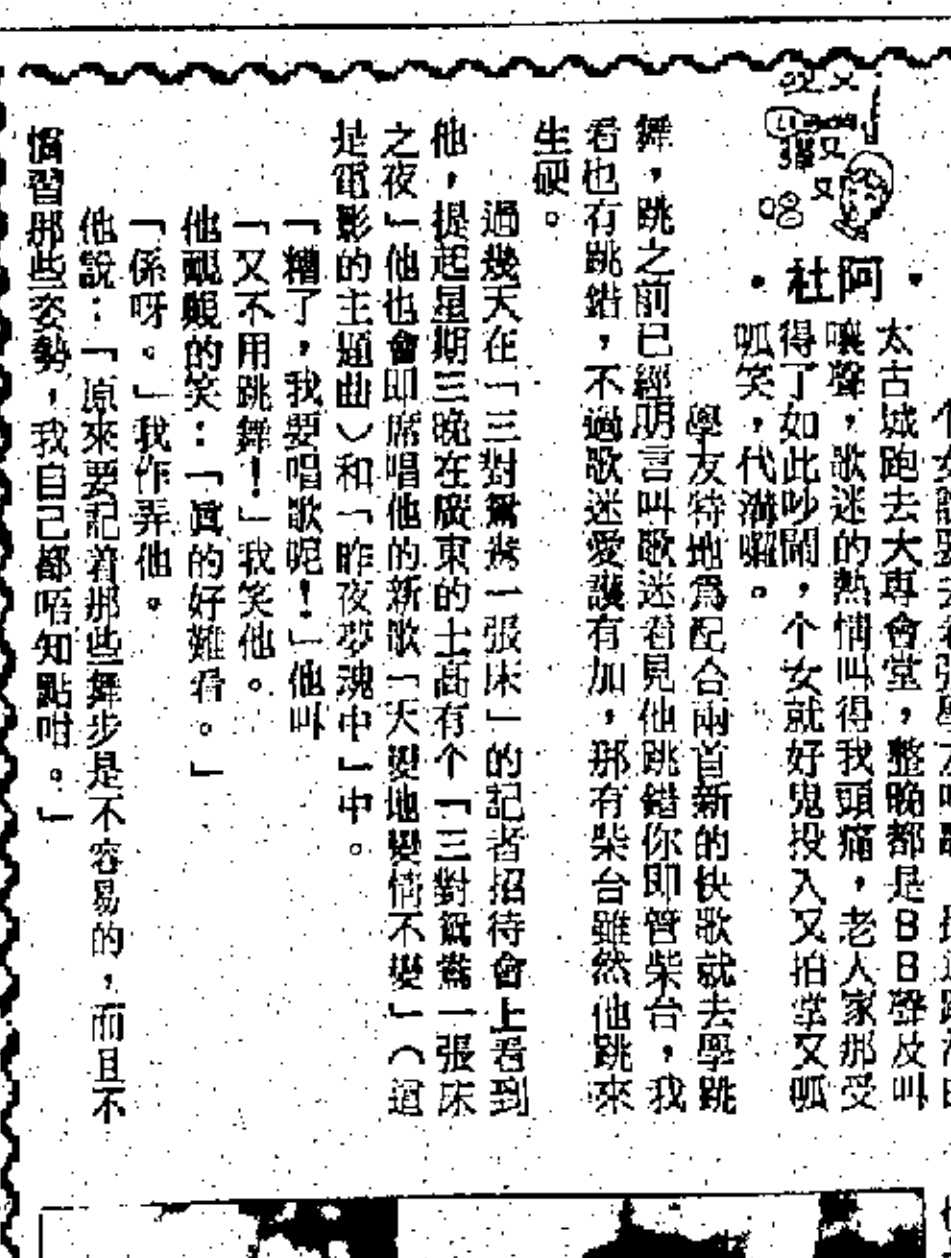 ・阿杜・
太古城跑去大專會堂，整晚都是BB聲及叫
嚷聲，歌迷的熱情叫得我頭痛，老人家那受
得了如此吵鬧，个女就好鬼投入又拍掌又呱
呱笑，代溝囉。
學友特地爲配合兩首新的快歌就去學跳
舞，跳之前已經明言叫歌迷看見他跳錯你即管柴台，我
看也有跳錯，不過歌迷愛護有加，那有柴台雖然他跳來
生硬。
過幾天在「三對鴛鴦一張床」的記者招待會上看到
他，提起星期三晚在廣東的士高有个「三對鴛鴦一張床
之夜」他也會即席唱他的新歌「天變地變情不變」（這
是電影的主題曲）和「昨夜夢魂中」中。
「糟了，我要唱歌呢！」他叫
「又不用跳舞！」我笑他。
他靦覥的笑：「眞的好難看。」
「係呀。」我作弄他。
他說：「原來要記着那些舞步是不容易的，而且不
慣習那些姿勢，我自己都唔知點咁。」